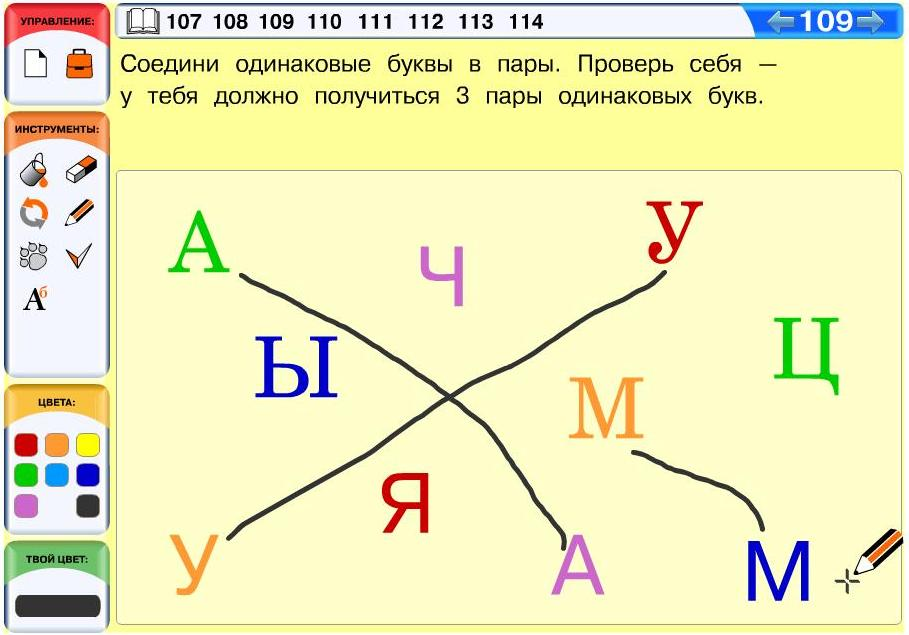 УПРАВЛЕНИЕ:
107 108 109 110 111 112 113 114
109
Соедини одинаковые буквы в пары. Проверь себя —
у тебя должно получиться 3 пары одинаковых букв.
ИНСТРУМЕНТЫ:
Аб
ЦВЕТА:
ТВОЙ ЦВЕТ:
А
Ч
У
Ы
М
Ц
Я
У
А
М